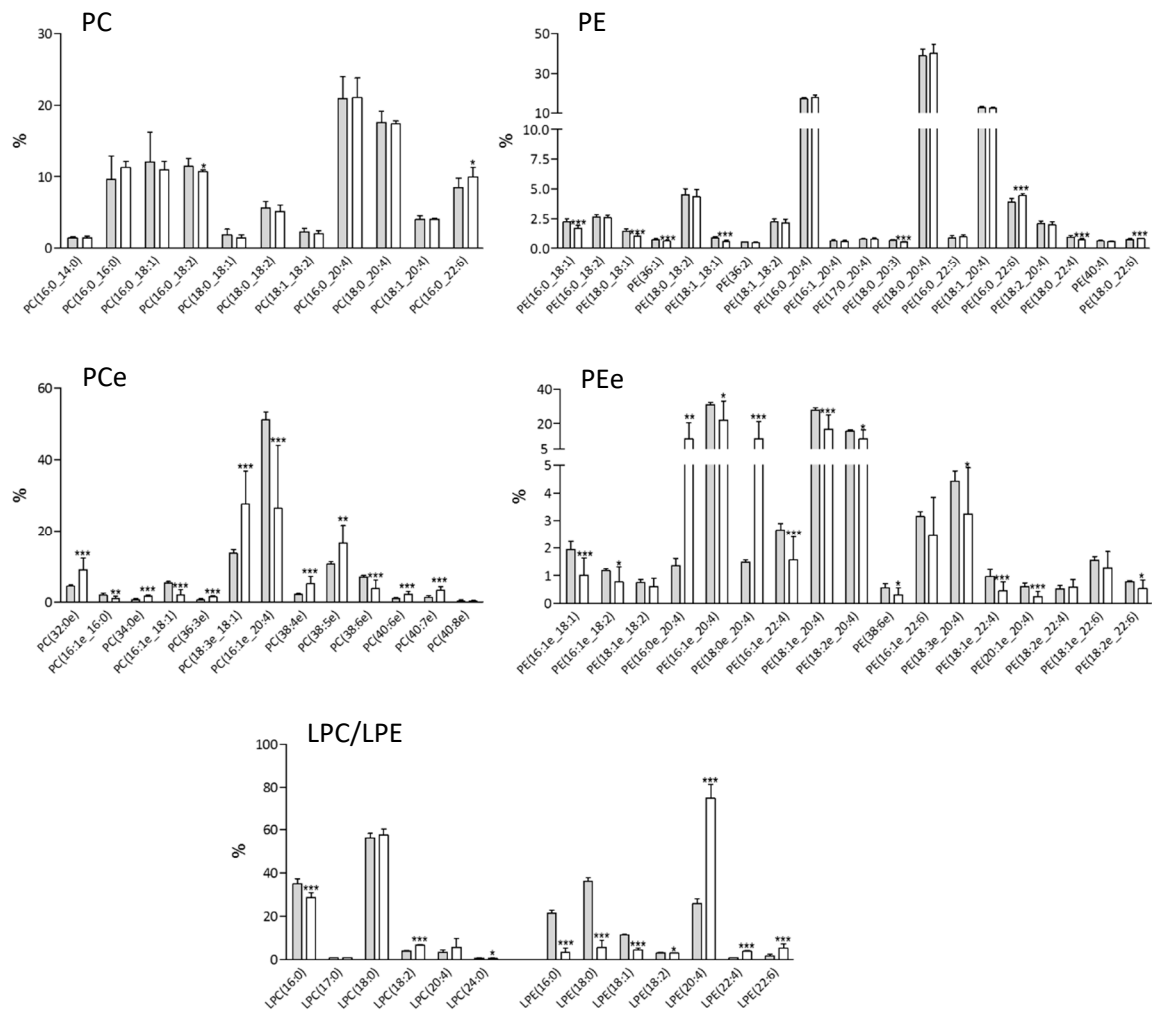 PC
30
20
10
0
%
* *
PC(16:0_14:0)
PC(16:0_16:0)
PC(16:0_18:1)
PC(16:0_18:2)
PC(18:0_18:1)
PC(18:0_18:2)
PC(18:1_18:2)
PC(16:0_20:4)
PC(18:0_20:4)
PC(18:1_20:4)
PC(16:0_22:6)
PE
50
30
10
10.0
7.5
5.0
2.5
0.0
%
*** *** *** *** *** *** *** ***
PE(16:0_18:1)
PE(16:0_18:2)
PE(18:0_18:1)
PE(36:1)
PE(18:0_18:2)
PE(18:1_18:1)
PE(36:2)
PE(18:1_18:2)
PE(16:0_20:4)
PE(16:1_20:4)
PE(17:0_20:4)
PE(18:0_20:3)
PE(18:0_20:4)
PE(16:0_22:5)
PE(18:1_20:4)
PE(16:0_22:6)
PE(18:2_20:4)
PE(18:0_22:4)
PE(40:4)
PE(18:0_22:6)
PCe
60
40
20
0
%
*** ** *** *** *** *** *** *** ** *** *** ***
PC(32:0e)
PC(16:1e_16:0)
PC(34:0e)
PC(16:1e_18:1)
PC(36:3e)
PC(18:3e_18:1)
PC(16:1e_20:4)
PC(38:4e)
PC(38:5e)
PC(38:6e)
PC(40:6e)
PC(40:7e)
PC(40:8e)
PEe
40
20
5
5
4
3
2
1
0
%
*** * ** * *** *** *** * * * *** *** *
PE(16:1e_18:1)
PE(16:1e_18:2)
PE(18:1e_18:2)
PE(16:0e_20:4)
PE(16:1e_20:4)
PE(18:0e_20:4)
PE(16:1e_22:4)
PE(18:1e_20:4)
PE(18:2e_20:4)
PE(38:6e)
PE(16:1e_22:6)
PE(18:3e_20:4)
PE(18:1e_22:4)
PE(20:1e_20:4)
PE(18:2e_22:4)
PE(18:1e_22:6)
PE(18:2e_22:6)
LPC/LPE
100
80
60
40
20
0
%
*** *** * *** *** *** * *** *** ***
LPC(16:0)
LPC(17:0)
LPC(18:0)
LPC(18:2)
LPC(20:4)
LPC(24:0)
LPE(16:0)
LPE(18:0)
LPE(18:1)
LPE(18:2)
LPE(20:4)
LPE(22:4)
LPE(22:6)